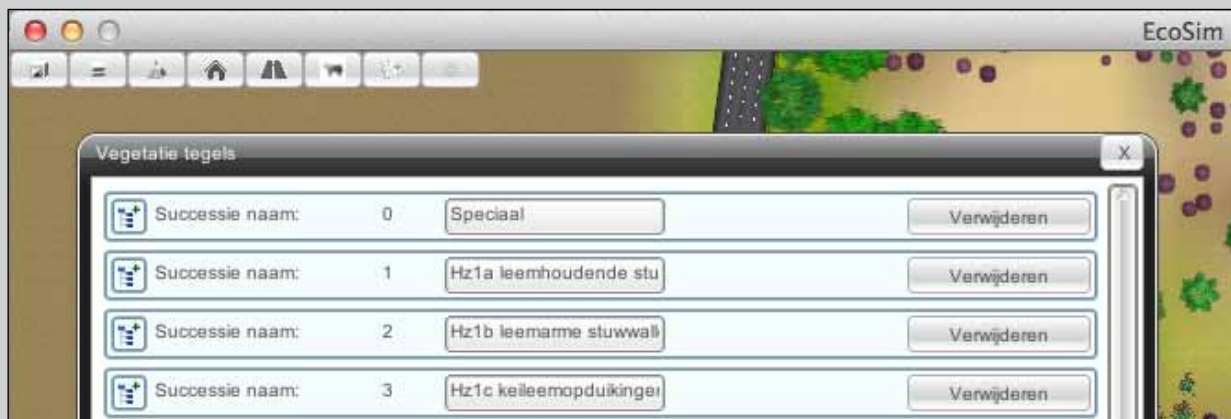 EcoSim
Vegetatie tegels X
Successie naam: 0 Speciaal Verwijderen
Successie naam: 1 Hz1a leemhoudende stu Verwijderen
Successie naam: 2 Hz1b leemarme stuwwall Verwijderen
Successie naam: 3 Hz1c keileemopduikingen Verwijderen